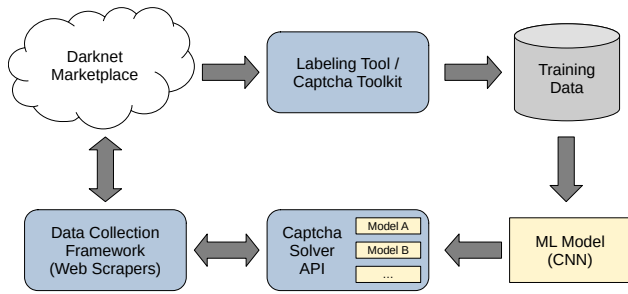 Darknet
Marketplace
Labeling Tool /
Captcha Toolkit
Training
Data
Data Collection
Framework
(Web Scrapers)
Captcha
Solver
API
Model A
Model B
...
ML Model
(CNN)